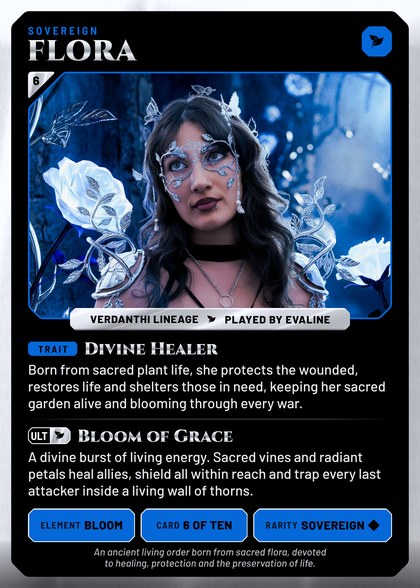 SOVEREIGN
FLORA
6
VERDANTHI LINEAGE PLAYED BY EVALINE
TRAIT DIVINE HEALER
Born from sacred plant life, she protects the wounded,
restores life and shelters those in need, keeping her sacred
garden alive and blooming through every war.
ULT BLOOM OF GRACE
A divine burst of living energy. Sacred vines and radiant
petals heal allies, shield all within reach and trap every last
attacker inside a living wall of thorns.
ELEMENT BLOOM CARD 6 OF TEN RARITY SOVEREIGN
An ancient living order born from sacred flora, devoted
to healing, protection and the preservation of life.